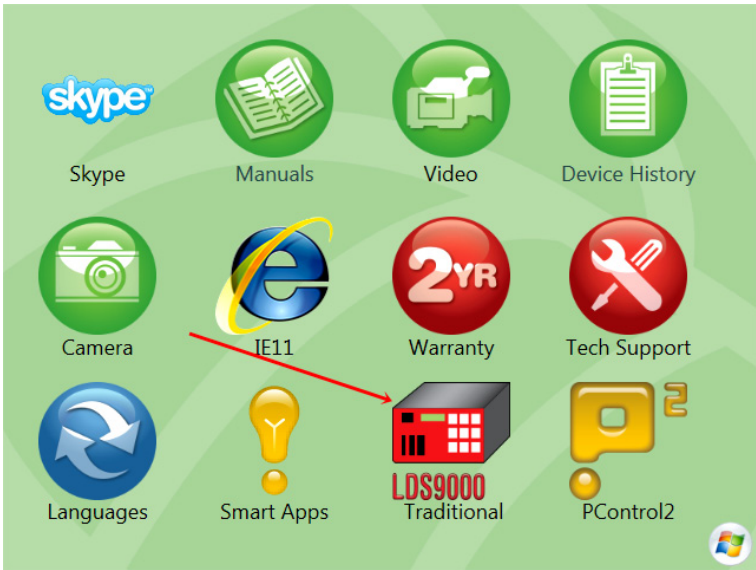 skype
Skype
Manuals
Video
Device History
2YR
Camera
IE11
Warranty
Tech Support
LDS9000
Languages
Smart Apps
Traditional
PControl2